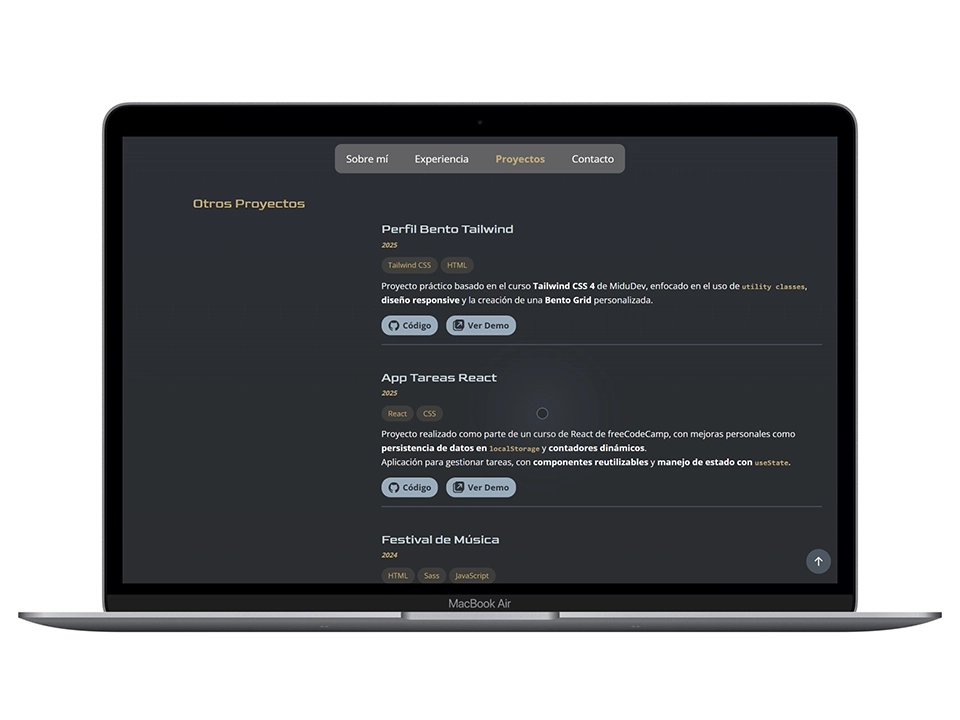 Sobre mí Experiencia Proyectos Contacto
Otros Proyectos
Perfil Bento Tailwind
2025
Tailwind CSS HTML
Proyecto práctico basado en el curso Tailwind CSS 4 de MiduDev, enfocado en el uso de utility classes,
diseño responsive y la creación de una Bento Grid personalizada.
Código Ver Demo
App Tareas React
2025
React CSS
Proyecto realizado como parte de un curso de React de freeCodeCamp, con mejoras personales como
persistencia de datos en localStorage y contadores dinámicos.
Aplicación para gestionar tareas, con componentes reutilizables y manejo de estado con useState.
Código Ver Demo
Festival de Música
2024
HTML Sass JavaScript
MacBook Air